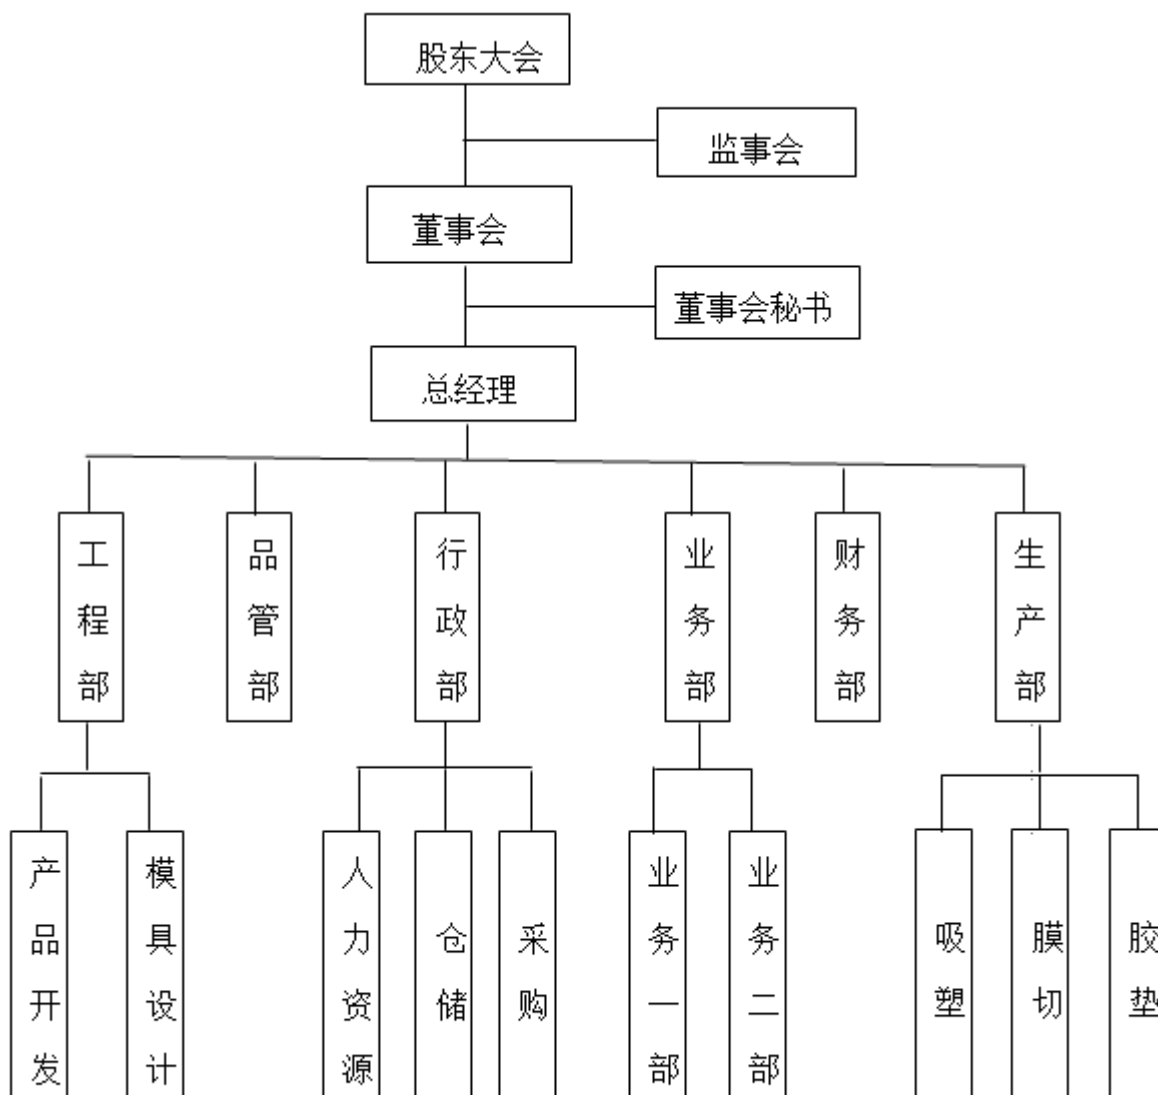 股东大会
监事会
董事会
董事会秘书
总经理
工程部
品管部
行政部
业务部
财务部
生产部
产品开发
模具设计
人力资源
仓储
采购
业务一部
业务二部
吸塑
膜切
胶垫